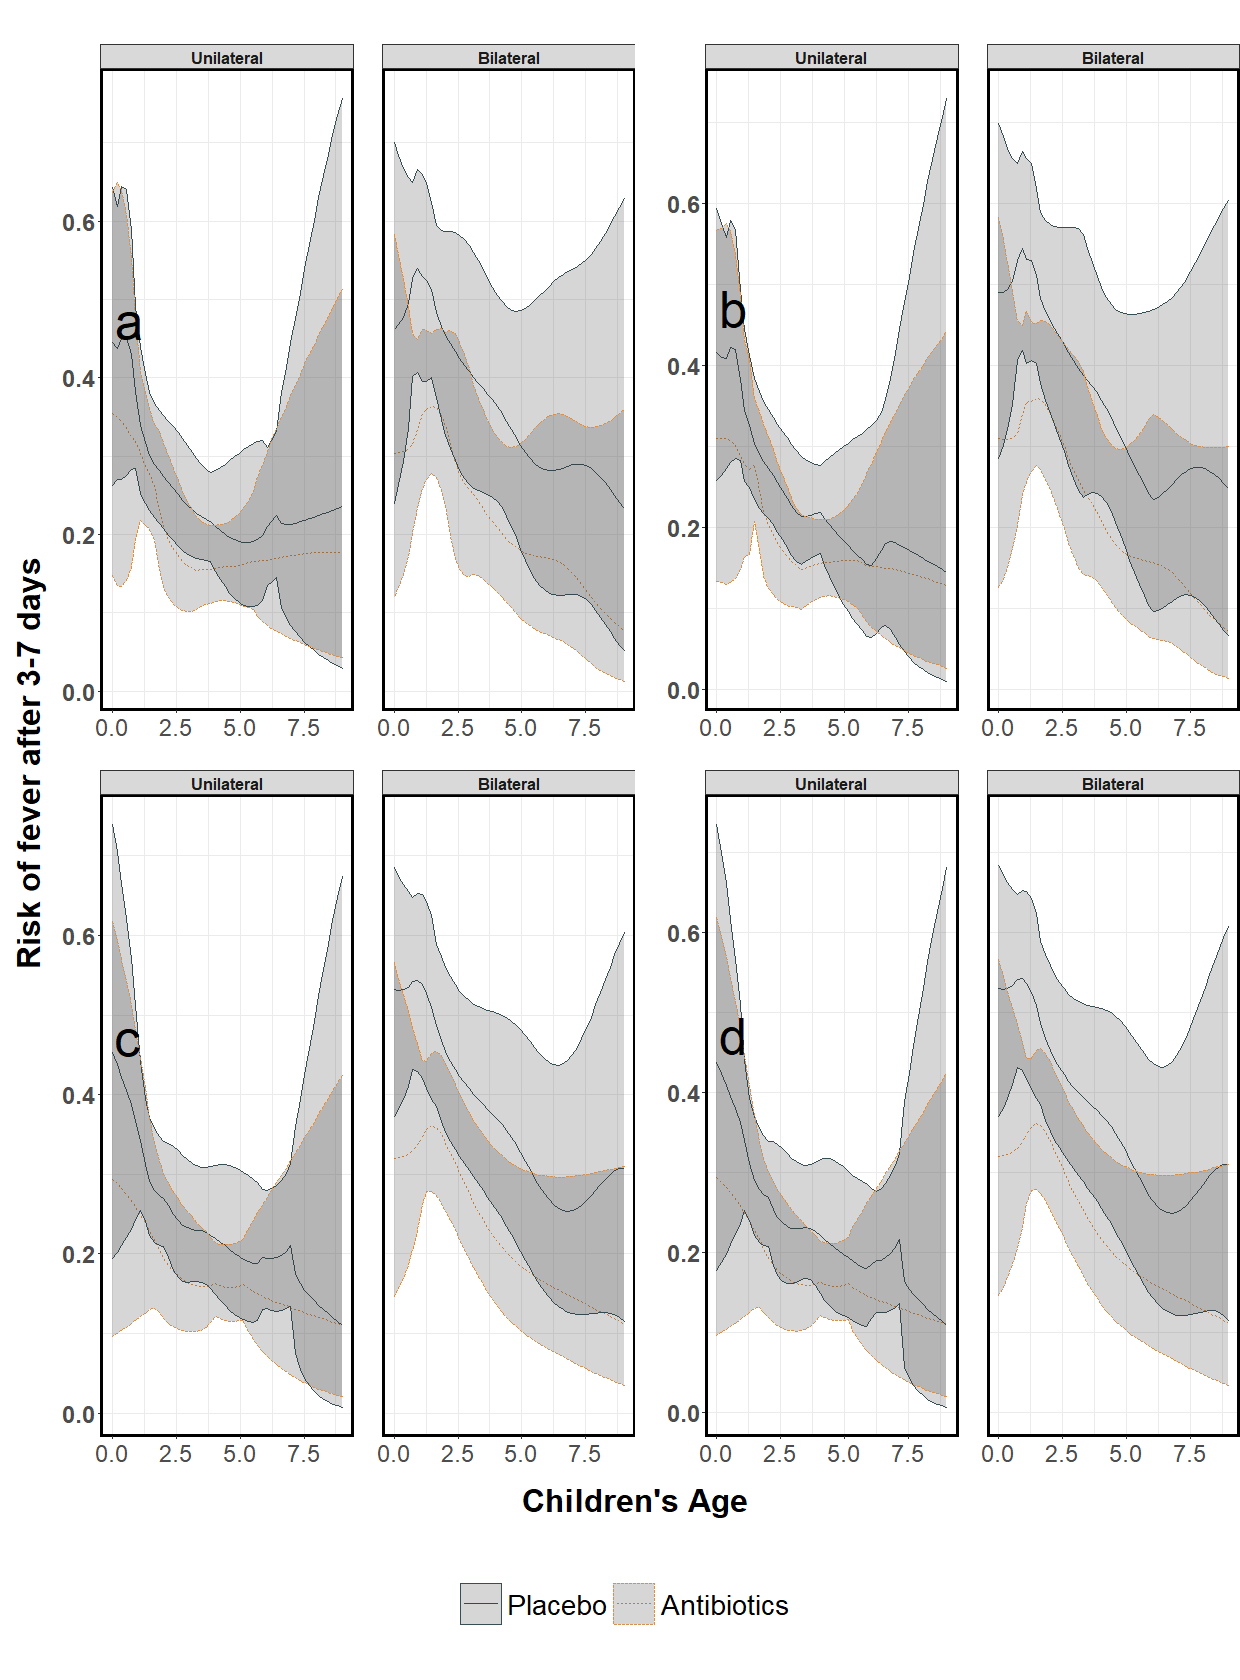 Unilateral Bilateral Unilateral Bilateral
0.6 0.6
0.4 0.4
0.2 0.2
0.0 0.0
a b
0.0 2.5 5.0 7.5 0.0 2.5 5.0 7.5 0.0 2.5 5.0 7.5 0.0 2.5 5.0 7.5
Risk of fever after 3-7 days
Unilateral Bilateral Unilateral Bilateral
0.6 0.6
0.4 0.4
0.2 0.2
0.0 0.0
c d
0.0 2.5 5.0 7.5 0.0 2.5 5.0 7.5 0.0 2.5 5.0 7.5 0.0 2.5 5.0 7.5
Children's Age
Placebo Antibiotics